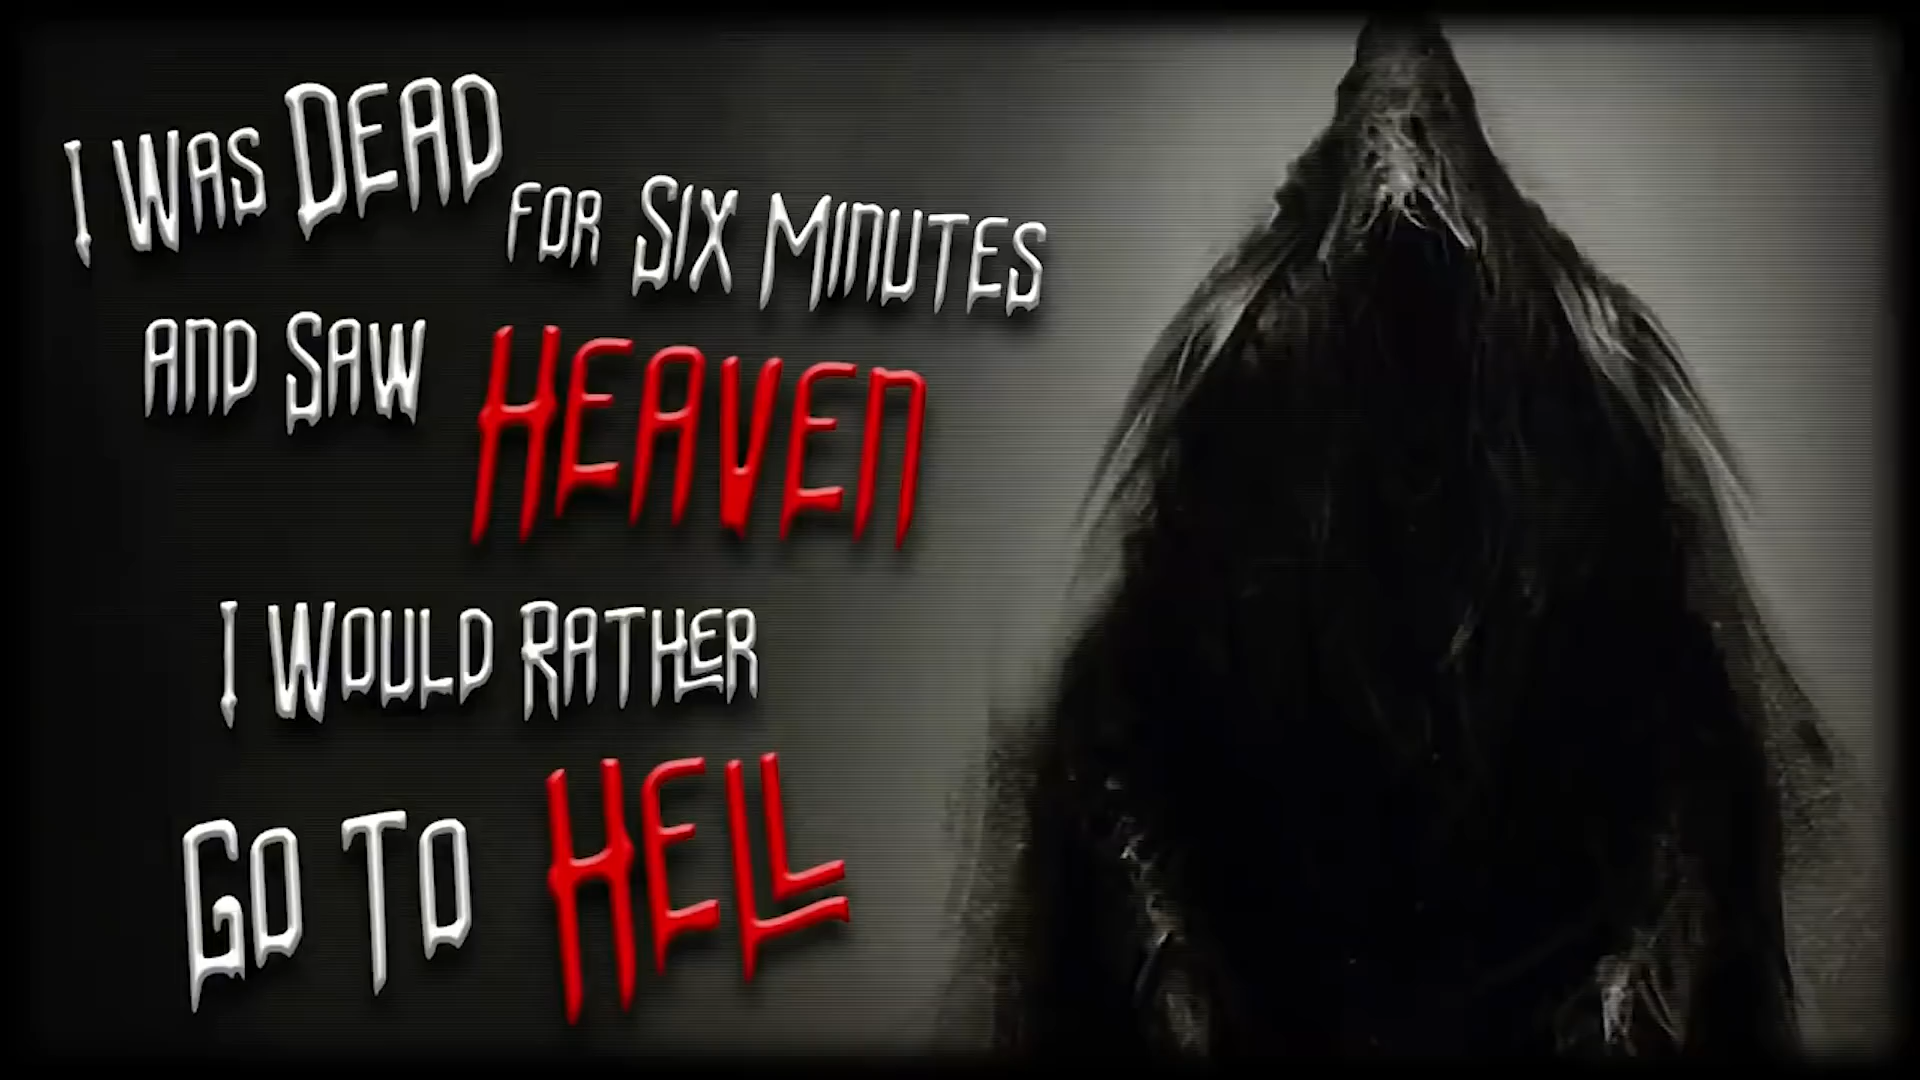 I Was Dead for Six Minutes
and Saw Heaven
I Would Rather
Go To Hell